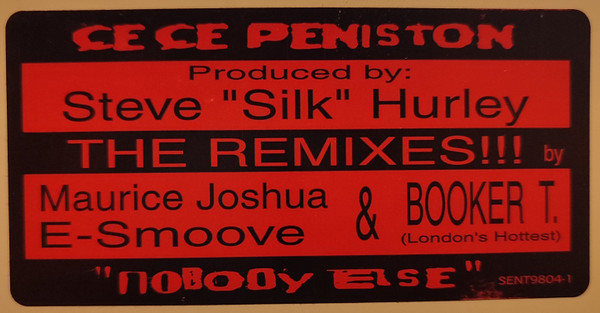 CE CE PENISTON
Produced by:
Steve "Silk" Hurley
THE REMIXES!!! by
Maurice Joshua
E-Smoove
& BOOKER T.
(London's Hottest)
"NOBODY ELSE"
SENT9804-1